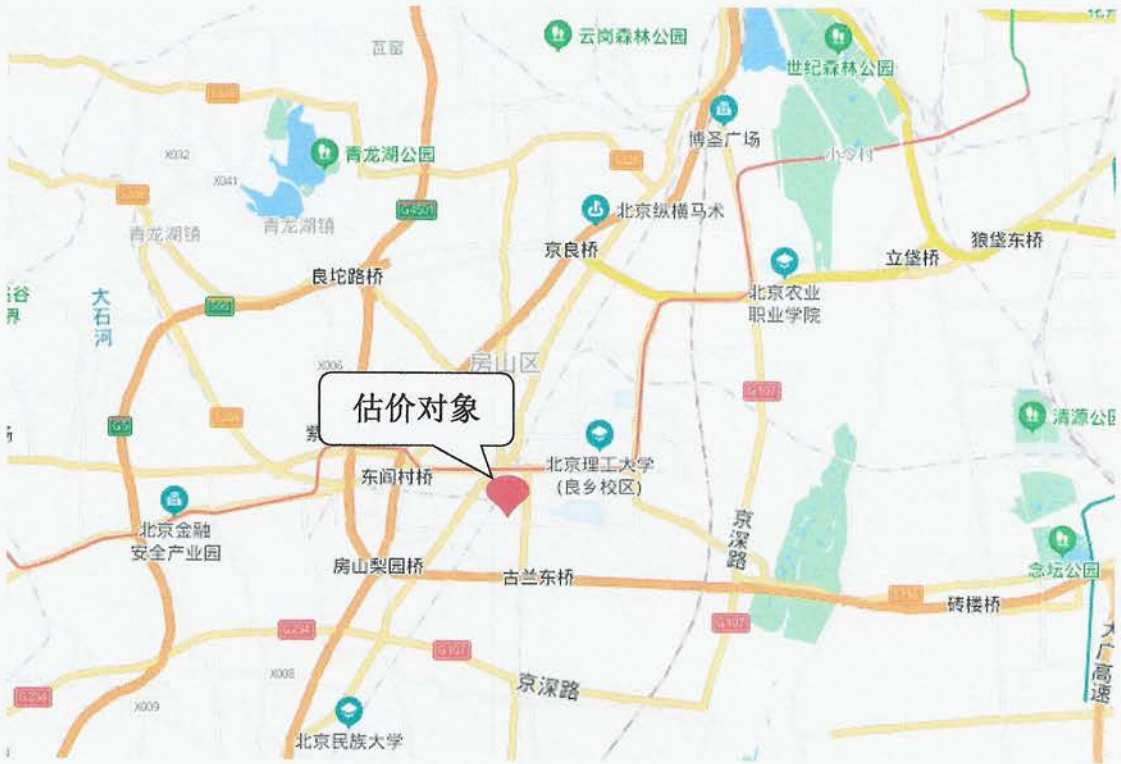 瓦窑
云岗森林公园
世纪森林公园
博圣广场
小令村
X032
青龙湖公园
X041
G4501
北京纵横马术
青龙湖镇
青龙湖镇
京良桥
狼垡东桥
立垡桥
良坨路桥
北京农业
职业学院
大石河
界
X006
房山区
G107
估价对象
清源公园
G5
紫
东阎村桥
北京理工大学
(良乡校区)
北京金融
安全产业园
京深路
房山梨园桥
古兰东桥
念坛公园
砖楼桥
G234
G107
G107
大广高速
X008
京深路
G234
X009
北京民族大学